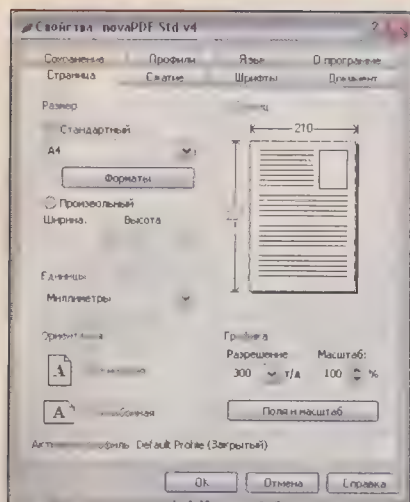 Свойства novaPDF Std v4
Сохранение Профили Язык О программе
Страница Сжатие Шрифты Документ
Размер
Стандартный
210
A4
Форматы
Произвольный
Ширина. Высота
Единицы
Миллиметры
Графика
Разрешение Масштаб:
300 т/д 100 %
Поля и масштаб
Default Profile (Закрытый)
Ok Отмена Справка